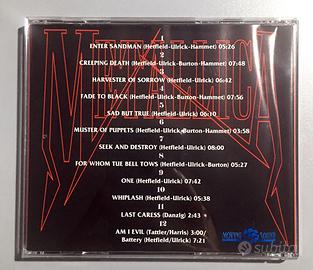 METALLICA
1
ENTER SANDMAN (Hetfield-Ulrick-Hammet) 05:26
2
CREEPING DEATH (Hetfield-Ulrick-Burton-Hammet) 07:48
3
HARVESTER OF SORROW (Hetfield-Ulrick) 06:42
4
FADE TO BLACK (Hetfield-Ulrick-Burton-Hammet) 07:56
5
SAD BUT TRUE (Hetfield-Ulrick) 06:10
6
MUSTER OF PUPPETS (Hetfield-Ulrick-Burton-Hammet) 03:58
7
SEEK AND DESTROY (Hetfield-Ulrick) 08:00
8
FOR WHOM TUE BELL TOWS (Hetfield-Ulrick-Burton) 05:27
9
ONE (Hetfield-Ulrick) 07:42
10
WHIPLASH (Hetfield-Ulrick) 05:38
11
LAST CARESS (Danzig) 2:43
12
AM I EVIL (Tattler/Harris) 3:00/
Battery (Hetfield/Ulrick) 7:21
MOVING SOUND
subito